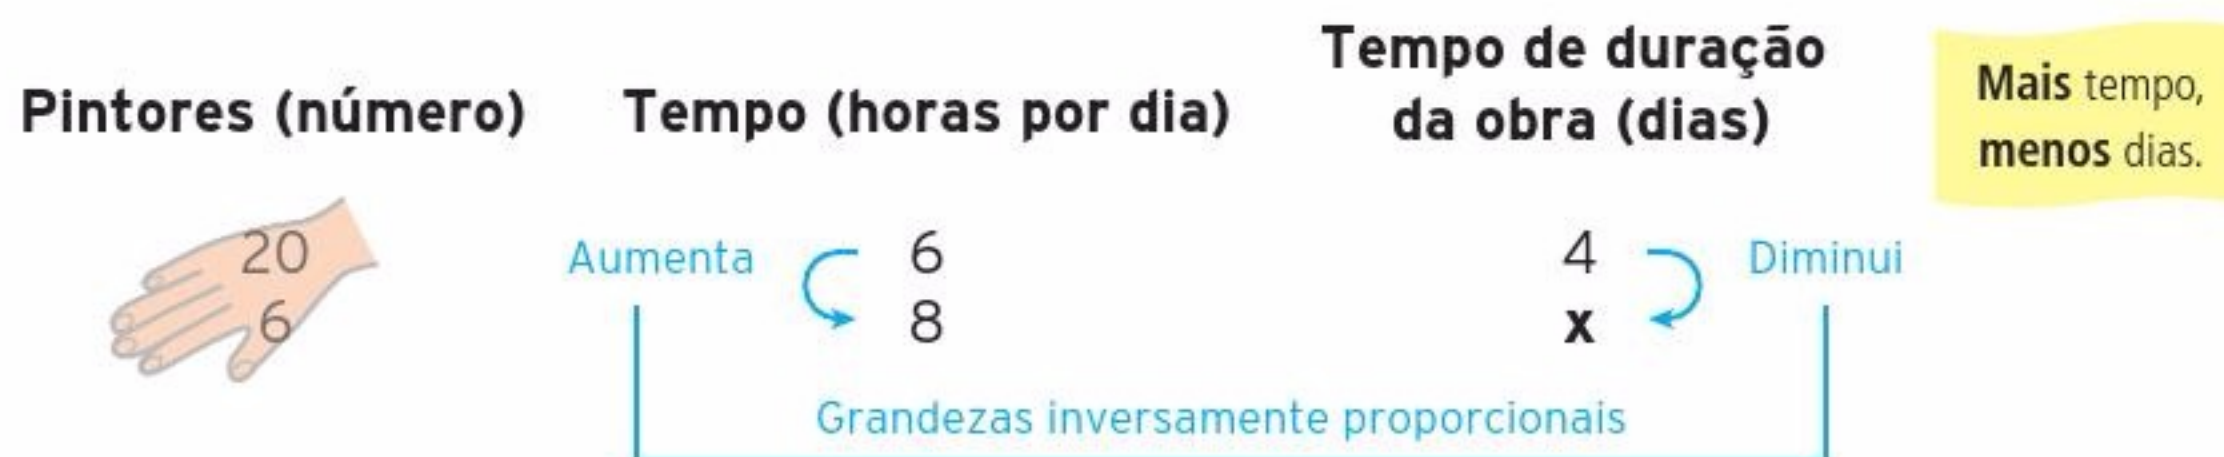 Pintores (número)
Tempo (horas por dia)
Tempo de duração
da obra (dias)
Mais tempo,
menos dias.
20
6
Aumenta
6
8
4
x
Diminui
Grandezas inversamente proporcionais